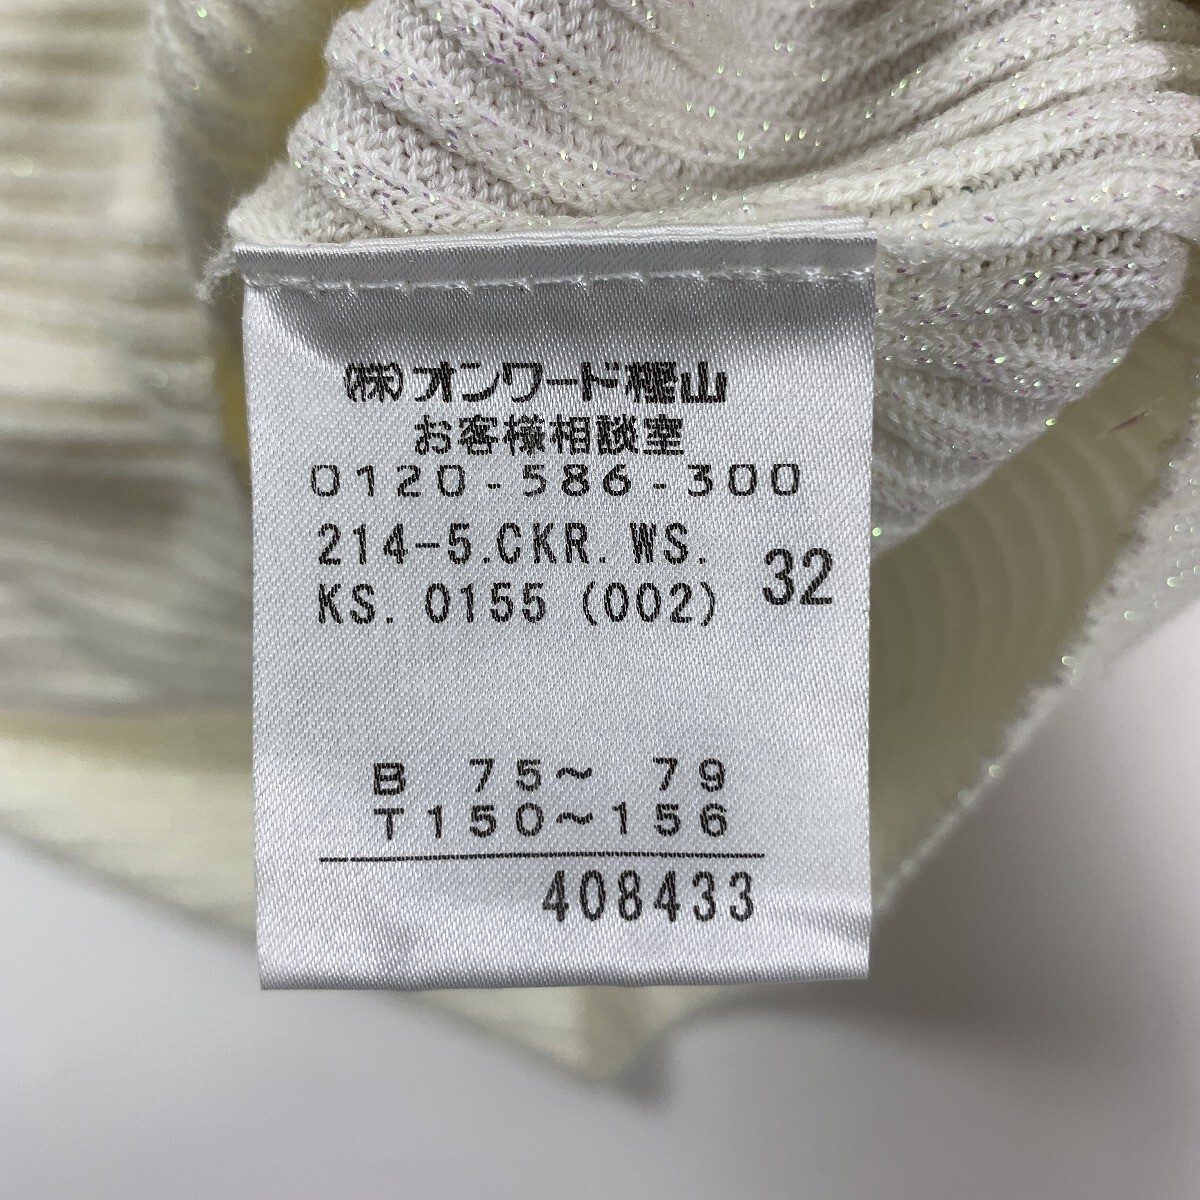 (株)オンワード樫山
お客様相談室
0120-586-300
214-5.CKR.WS.
KS.0155(002) 32
B 75～ 79
T150～156
408433